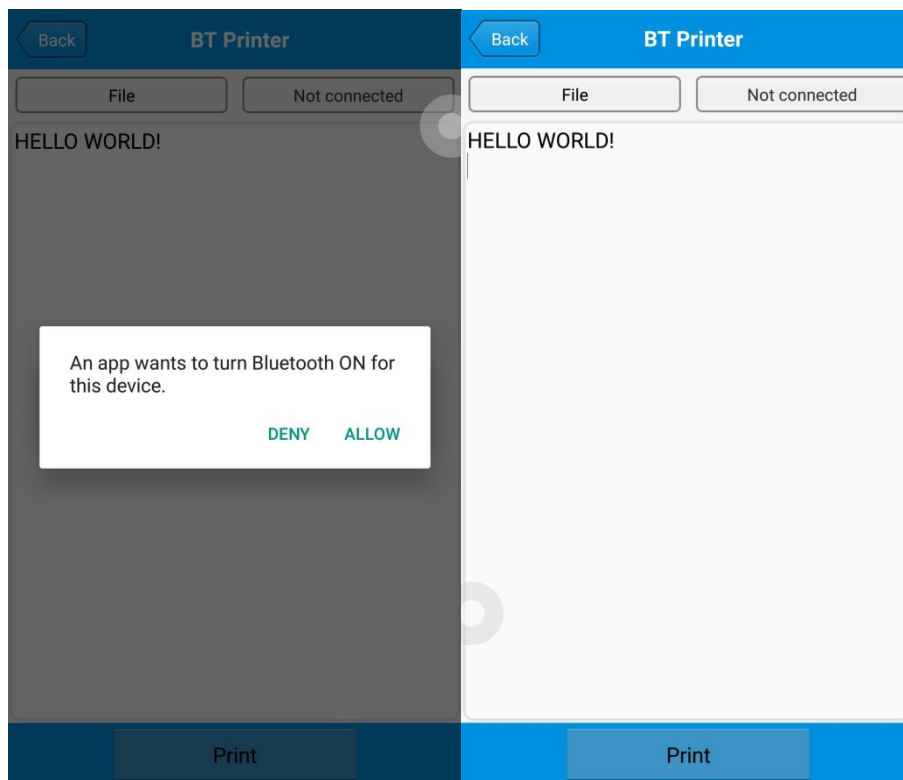 Back BT Printer
File Not connected
HELLO WORLD!
An app wants to turn Bluetooth ON for
this device.
DENY ALLOW
Print
Back BT Printer
File Not connected
HELLO WORLD!
Print